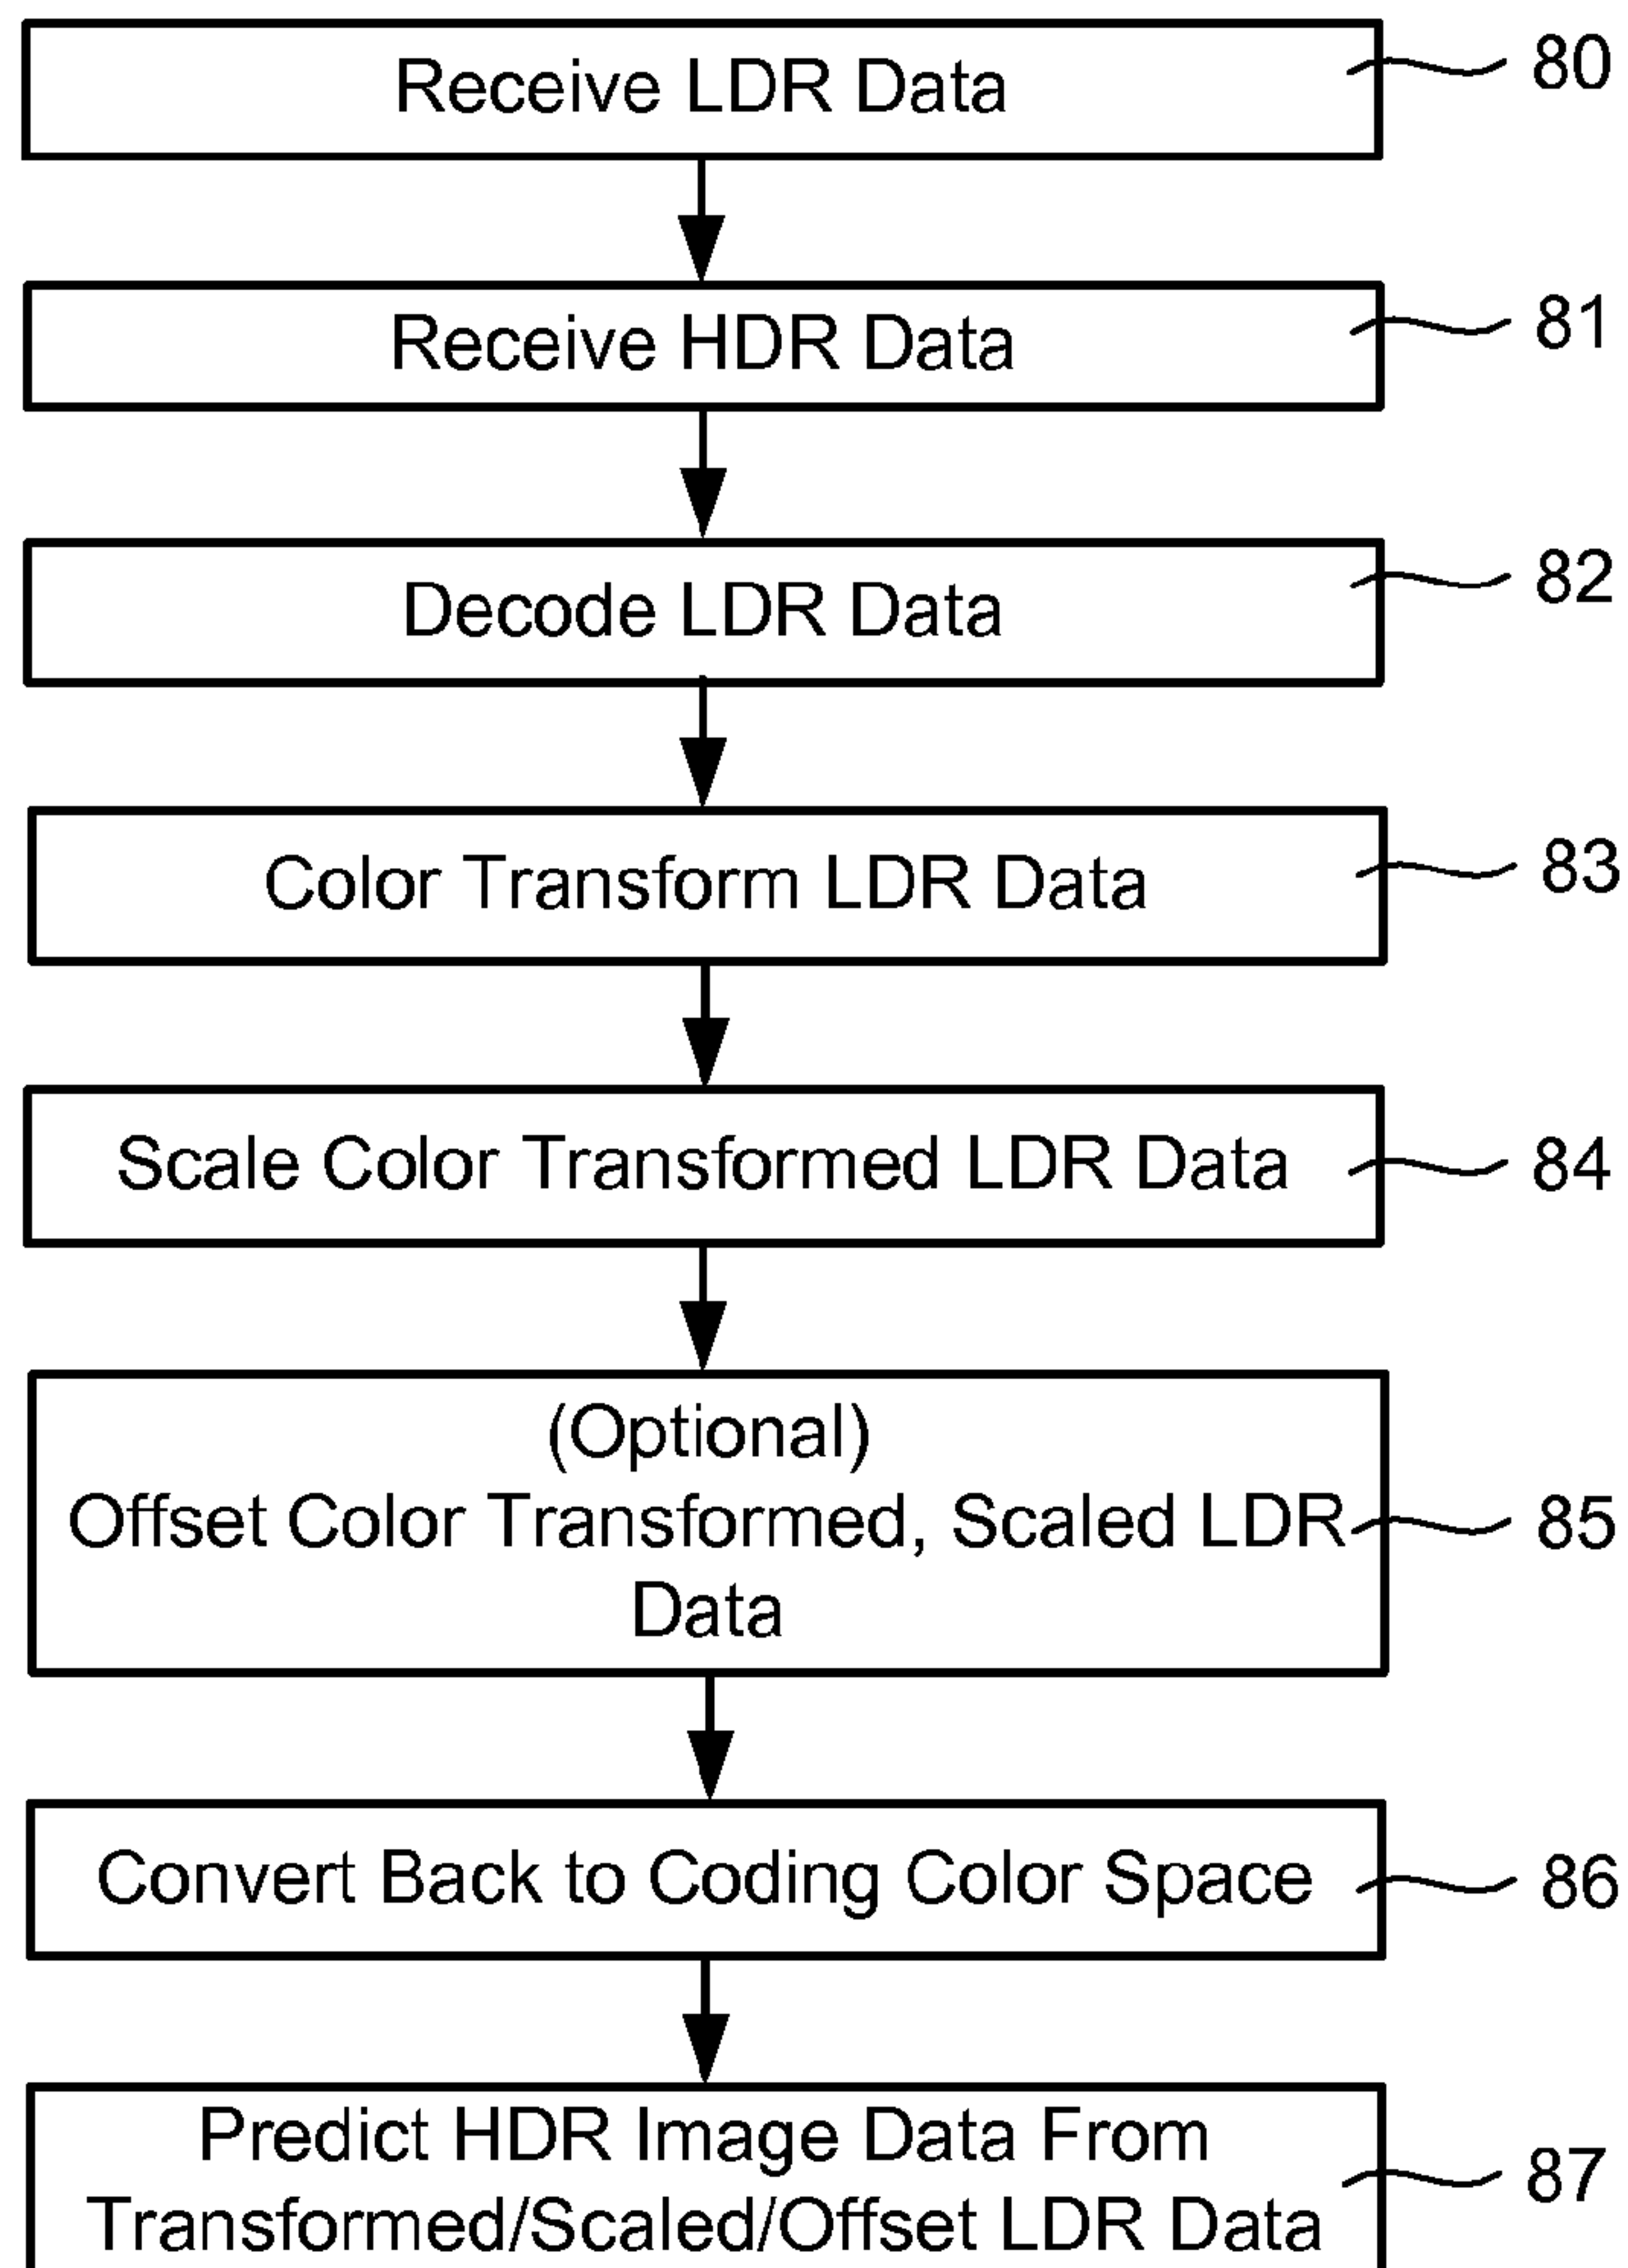 Receive LDR Data
80
Receive HDR Data
81
Decode LDR Data
82
Color Transform LDR Data
83
Scale Color Transformed LDR Data
84
(Optional)
Offset Color Transformed, Scaled LDR
Data
85
Convert Back to Coding Color Space
86
Predict HDR Image Data From
Transformed/Scaled/Offset LDR Data
87